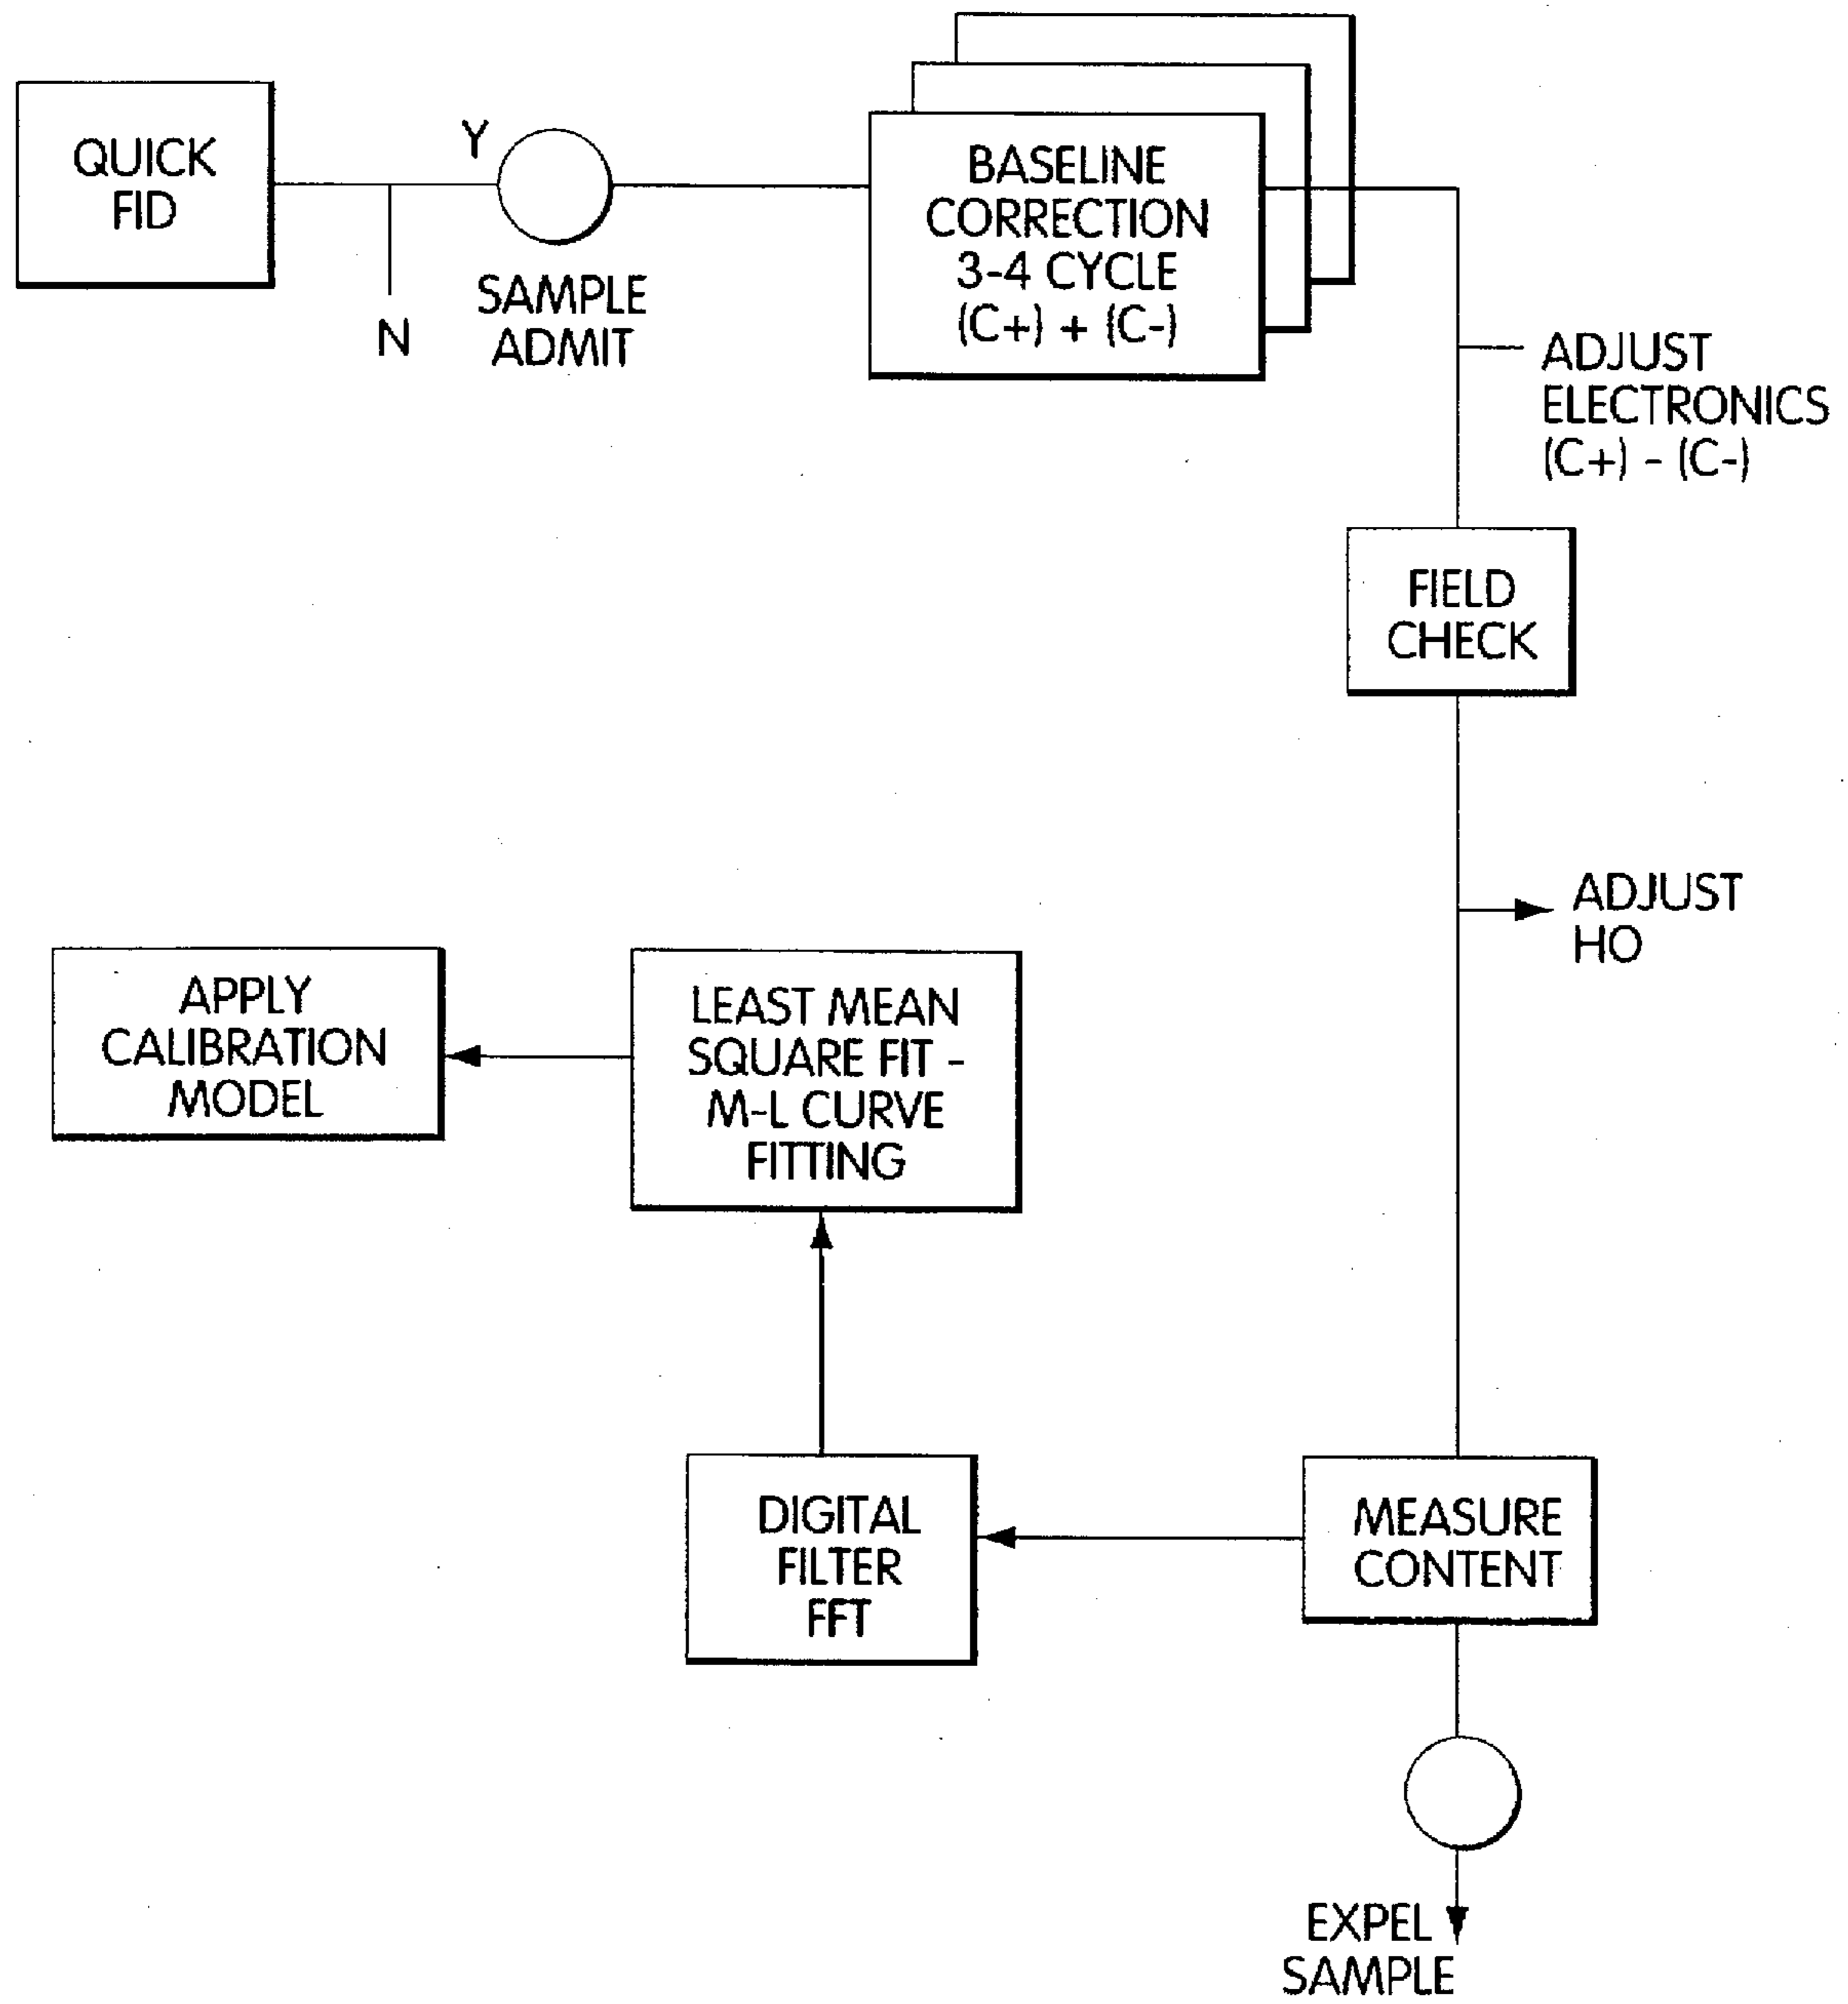 QUICK
FID
Y
N
SAMPLE
ADMIT
BASELINE
CORRECTION
3-4 CYCLE
(C+) + (C-)
ADJUST
ELECTRONICS
(C+) - (C-)
FIELD
CHECK
ADJUST
HO
APPLY
CALIBRATION
MODEL
LEAST MEAN
SQUARE FIT -
M-L CURVE
FITTING
DIGITAL
FILTER
FFT
MEASURE
CONTENT
EXPEL
SAMPLE